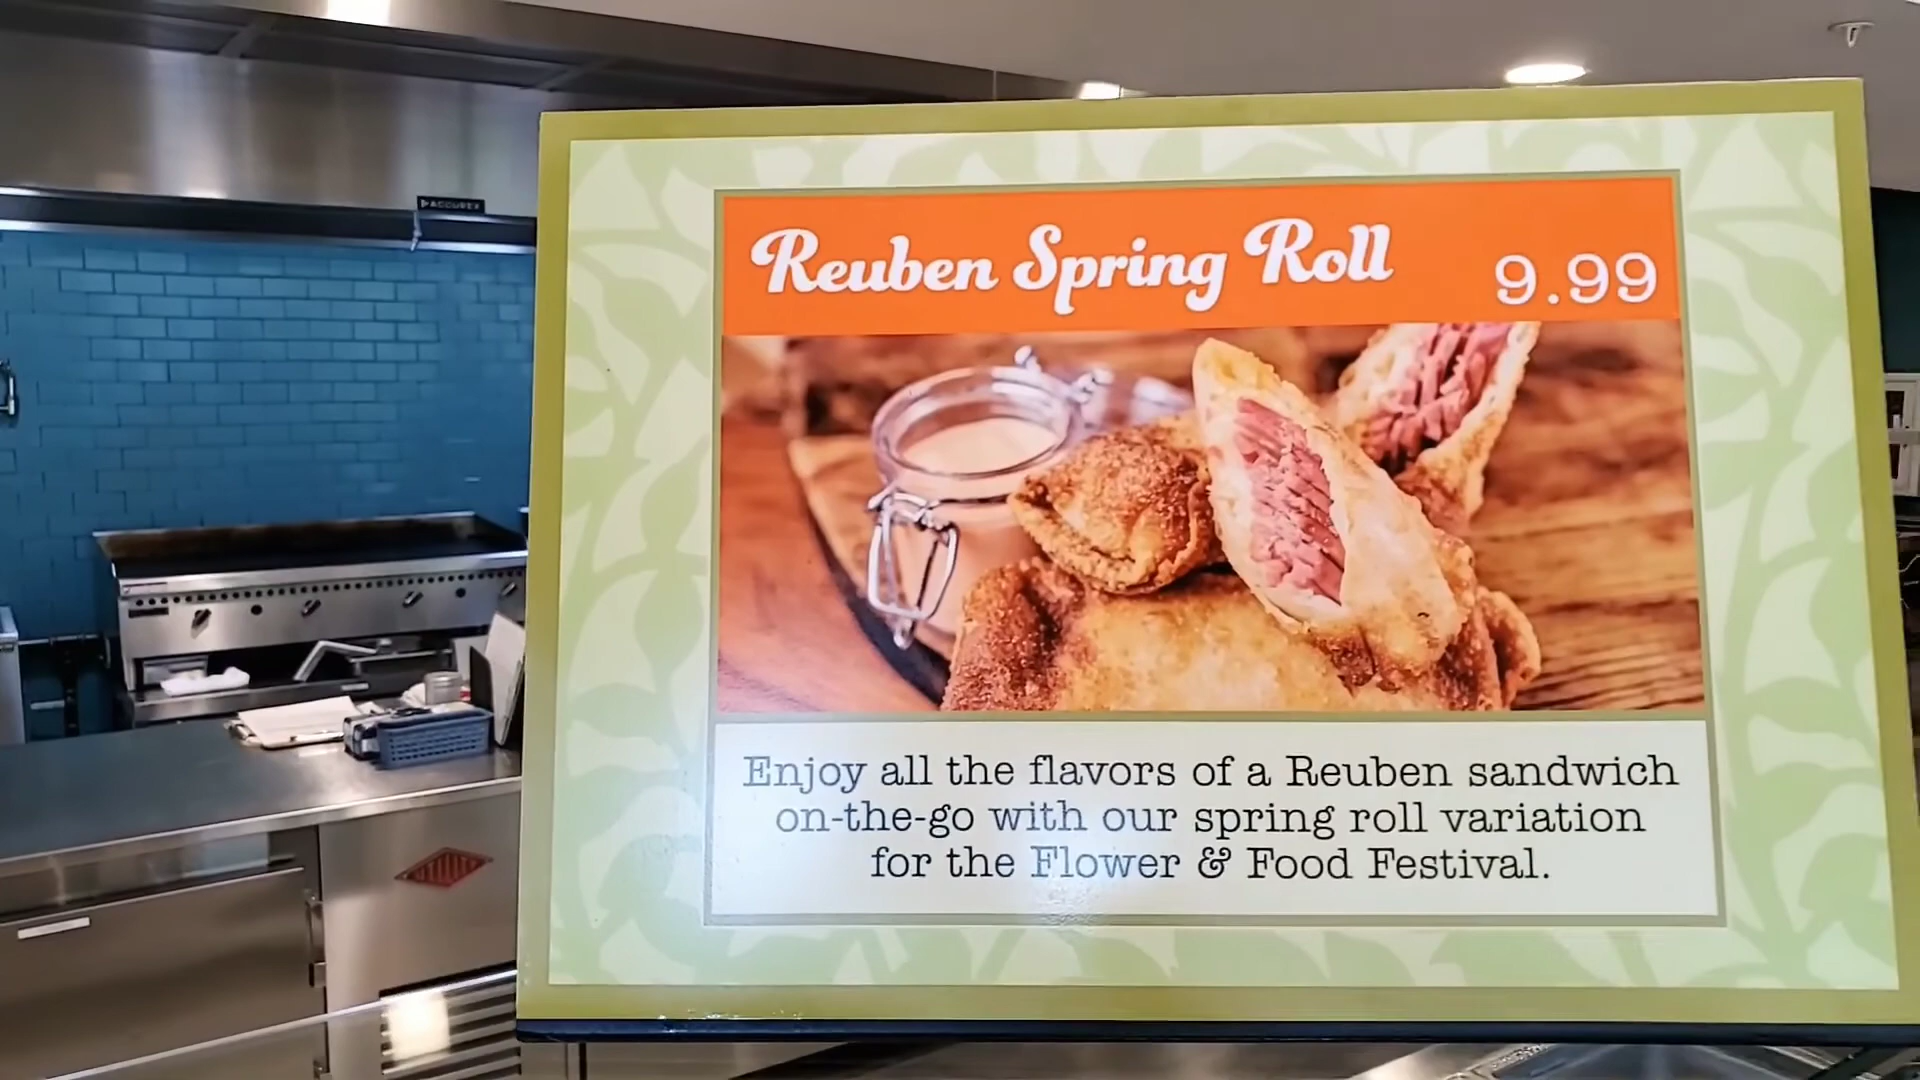 ACCUREX
Reuben Spring Roll
9.99
Enjoy all the flavors of a Reuben sandwich
on-the-go with our spring roll variation
for the Flower & Food Festival.